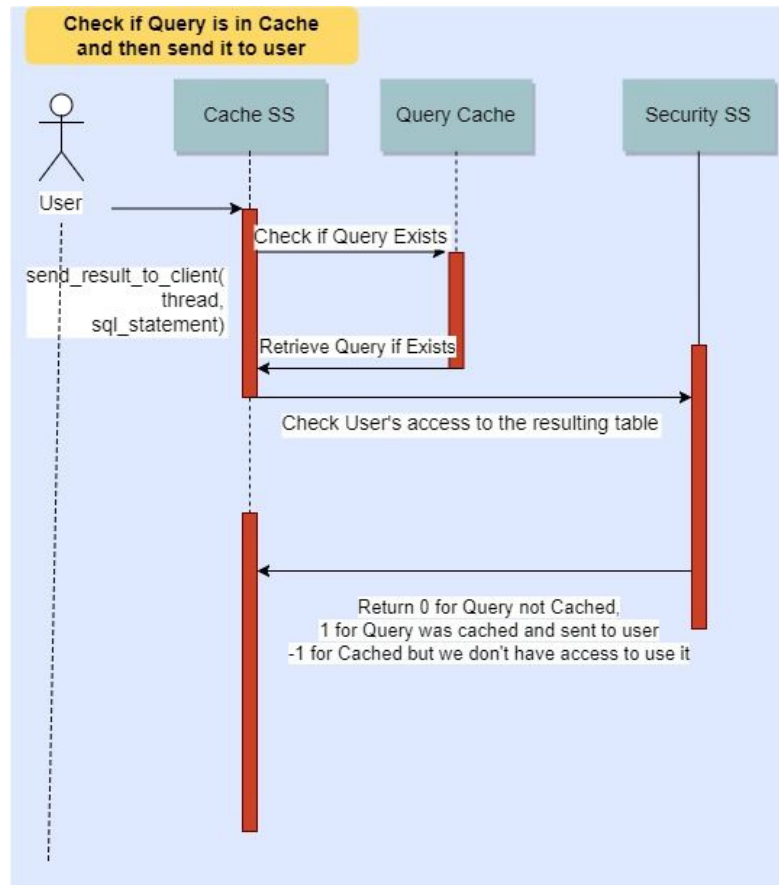 Check if Query is in Cache
and then send it to user
Cache SS
Query Cache
Security SS
User
Check if Query Exists
send_result_to_client(
thread,
sql_statement)
Retrieve Query if Exists
Check User's access to the resulting table
Return 0 for Query not Cached,
1 for Query was cached and sent to user
-1 for Cached but we don't have access to use it